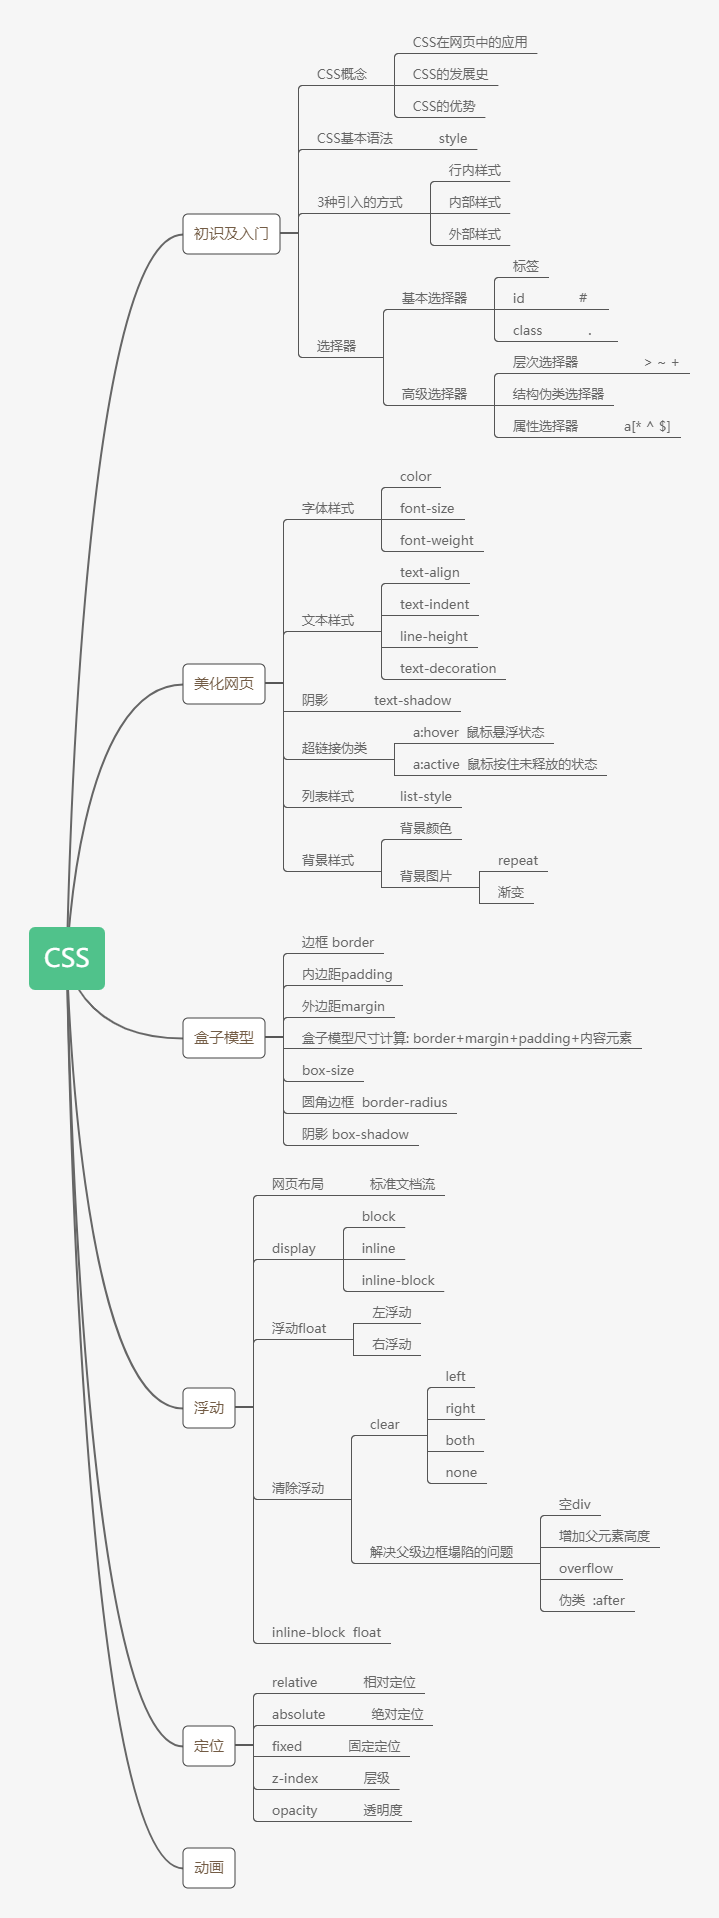 CSS
初识及入门
CSS概念
CSS在网页中的应用
CSS的发展史
CSS的优势
CSS基本语法 style
3种引入的方式
行内样式
内部样式
外部样式
选择器
基本选择器
标签
id #
class .
高级选择器
层次选择器 > ~ +
结构伪类选择器
属性选择器 a[* ^ $]
美化网页
字体样式
color
font-size
font-weight
文本样式
text-align
text-indent
line-height
text-decoration
阴影 text-shadow
超链接伪类
a:hover 鼠标悬浮状态
a:active 鼠标按住未释放的状态
列表样式 list-style
背景样式
背景颜色
背景图片
repeat
渐变
盒子模型
边框 border
内边距padding
外边距margin
盒子模型尺寸计算: border+margin+padding+内容元素
box-size
圆角边框 border-radius
阴影 box-shadow
浮动
网页布局 标准文档流
display
block
inline
inline-block
浮动float
左浮动
右浮动
清除浮动
clear
left
right
both
none
解决父级边框塌陷的问题
空div
增加父元素高度
overflow
伪类 :after
inline-block float
定位
relative 相对定位
absolute 绝对定位
fixed 固定定位
z-index 层级
opacity 透明度
动画